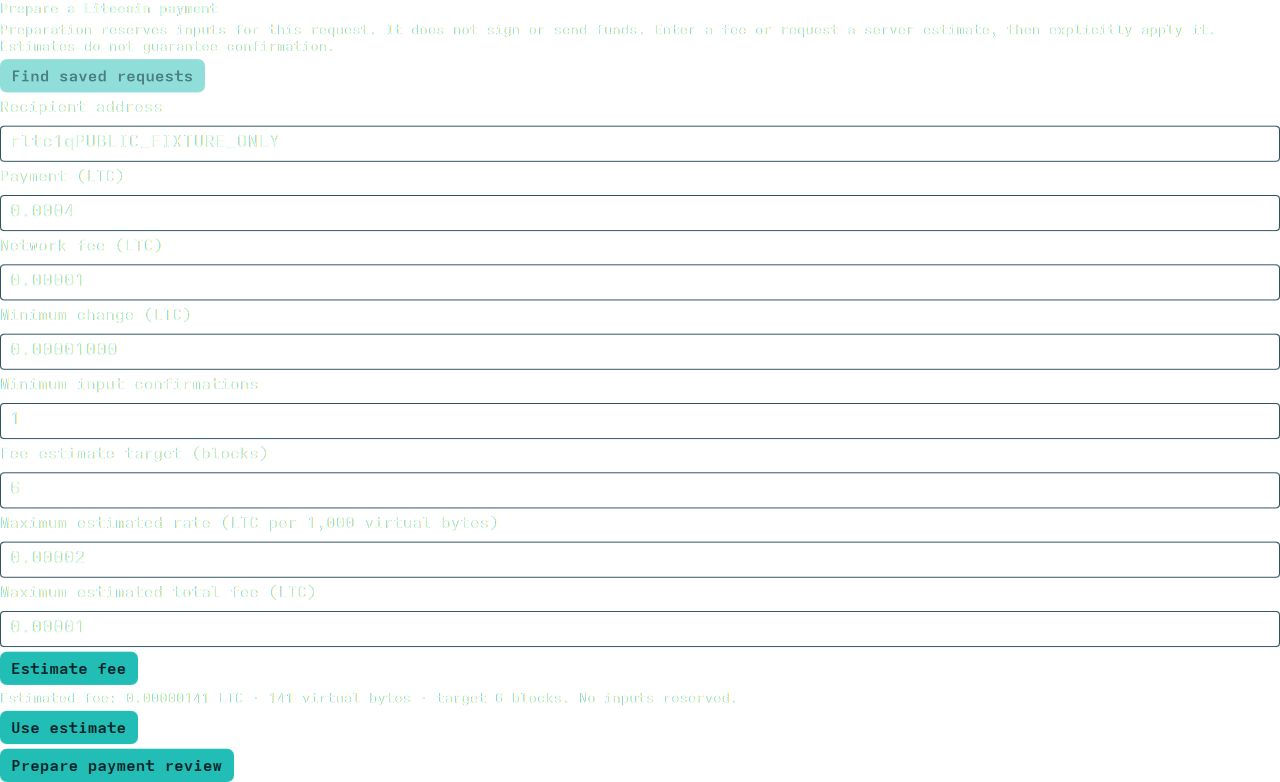 Prepare a Litecoin payment
Preparation reserves inputs for this request. It does not sign or send funds. Enter a fee or request a server estimate, then explicitly apply it.
Estimates do not guarantee confirmation.
Find saved requests
Recipient address
rltc1qPUBLIC_FIXTURE_ONLY
Payment (LTC)
0.0004
Network fee (LTC)
0.00001
Minimum change (LTC)
0.00001000
Minimum input confirmations
1
Fee estimate target (blocks)
6
Maximum estimated rate (LTC per 1,000 virtual bytes)
0.00002
Maximum estimated total fee (LTC)
0.00001
Estimate fee
Estimated fee: 0.00000141 LTC · 141 virtual bytes · target 6 blocks. No inputs reserved.
Use estimate
Prepare payment review